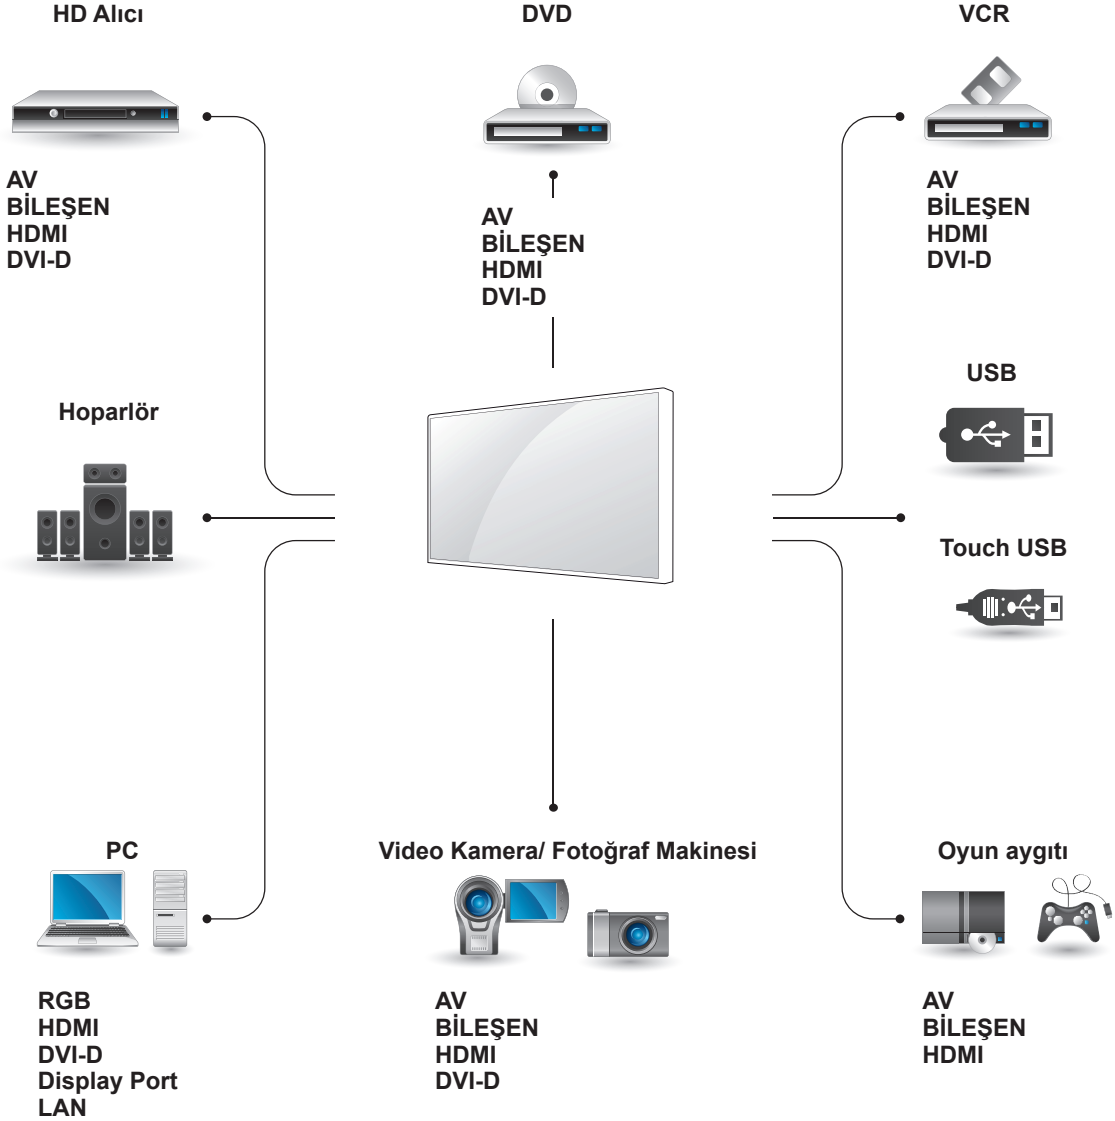 HD Alıcı
AV
BİLEŞEN
HDMI
DVI-D
DVD
AV
BİLEŞEN
HDMI
DVI-D
VCR
AV
BİLEŞEN
HDMI
DVI-D
Hoparlör
USB
Touch USB
PC
RGB
HDMI
DVI-D
Display Port
LAN
Video Kamera/ Fotoğraf Makinesi
AV
BİLEŞEN
HDMI
DVI-D
Oyun aygıtı
AV
BİLEŞEN
HDMI